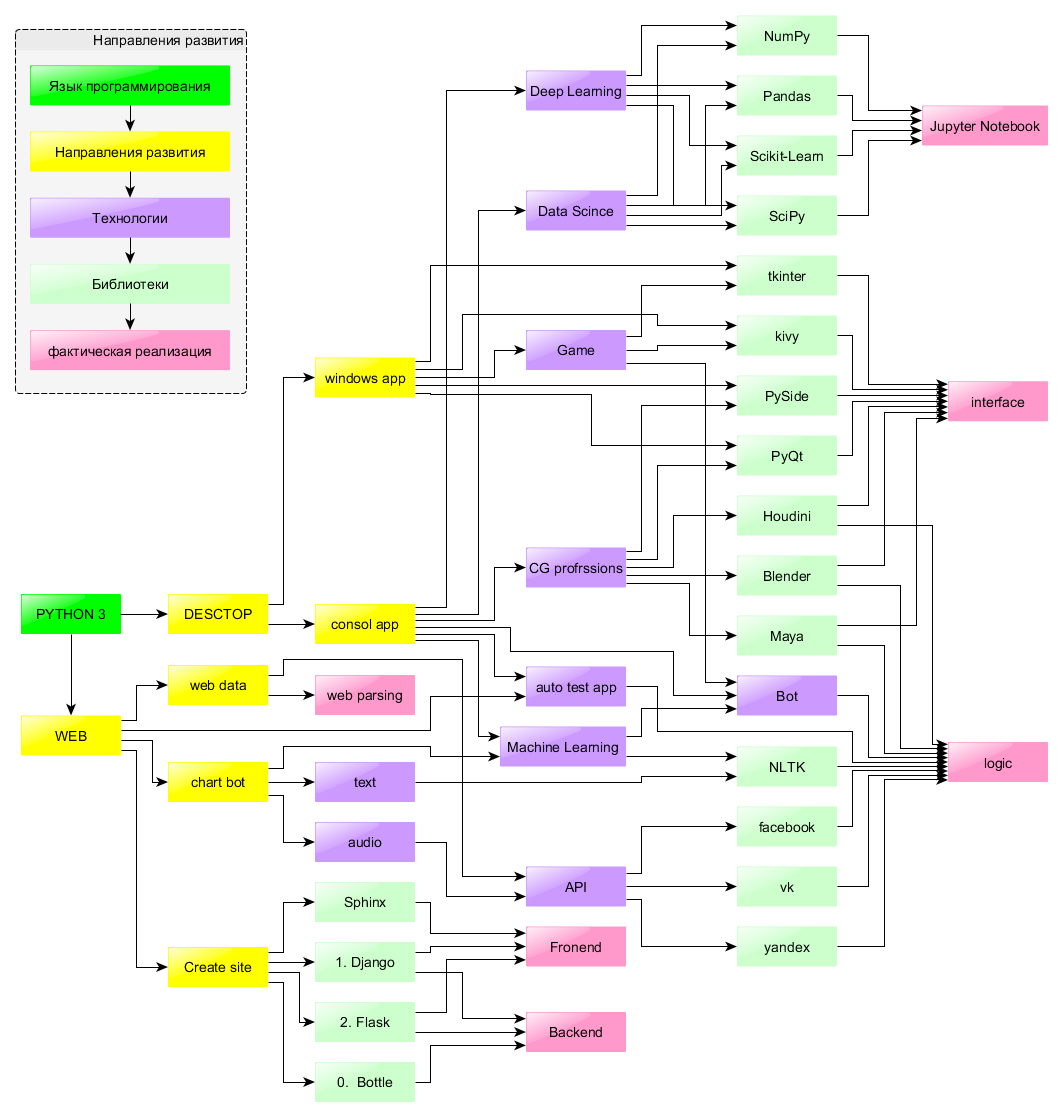 Направления развития
Язык программирования
Направления развития
Технологии
Библиотеки
фактическая реализация
PYTHON 3
DESCTOP
WEB
windows app
consol app
web data
web parsing
chart bot
text
audio
Create site
Sphinx
1. Django
2. Flask
0. Bottle
Deep Learning
Data Scince
Game
CG profrssions
auto test app
Machine Learning
API
Fronend
Backend
NumPy
Pandas
Scikit-Learn
SciPy
tkinter
kivy
PySide
PyQt
Houdini
Blender
Maya
Bot
NLTK
facebook
vk
yandex
Jupyter Notebook
interface
logic